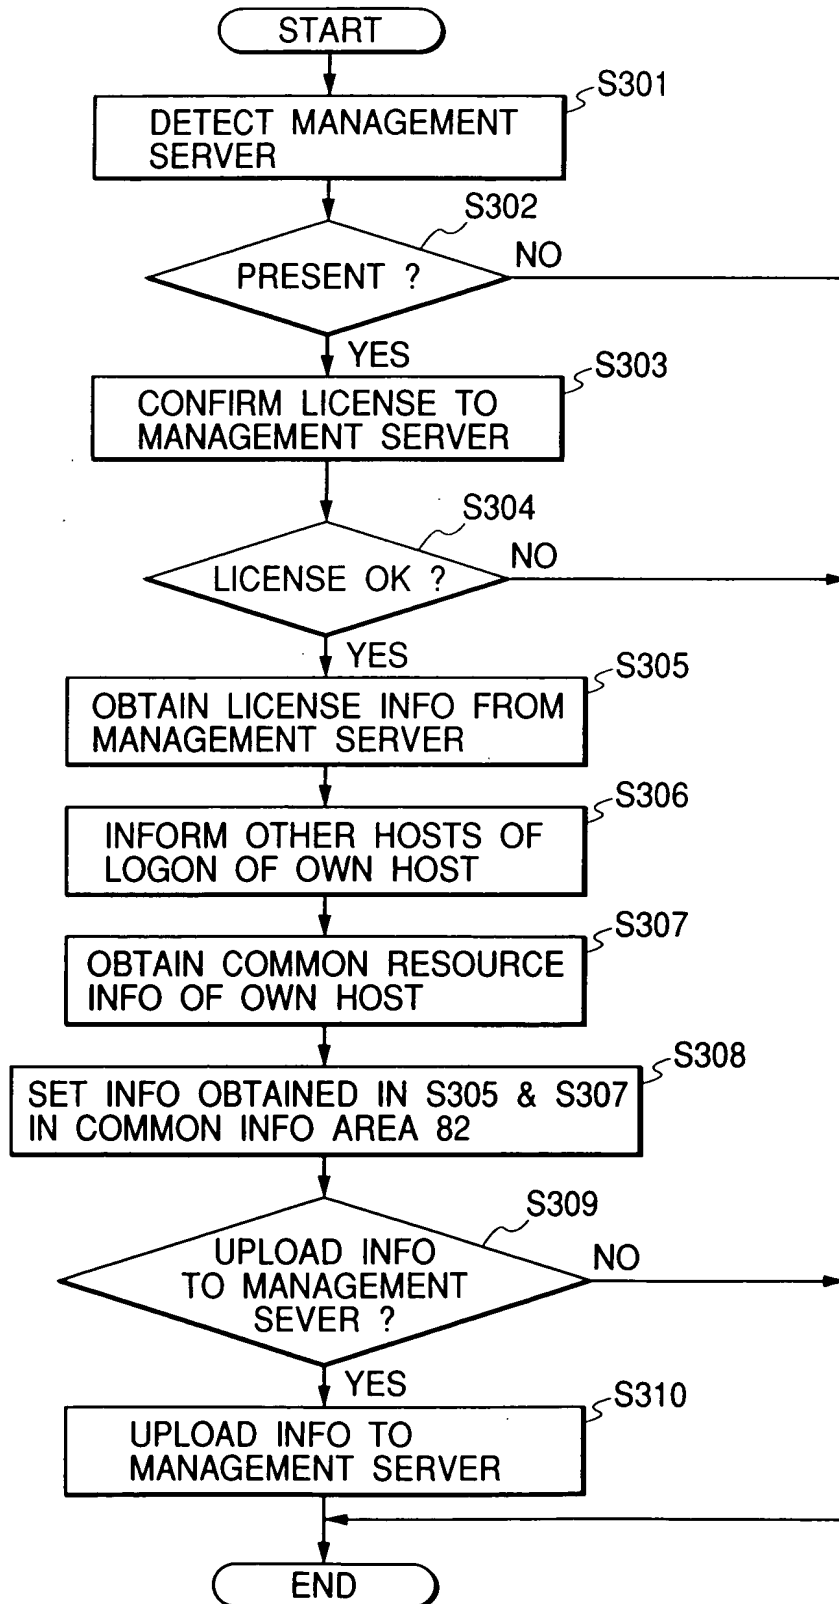 START
S301
DETECT MANAGEMENT
SERVER
S302
PRESENT ?
NO
YES
S303
CONFIRM LICENSE TO
MANAGEMENT SERVER
S304
LICENSE OK ?
NO
YES
S305
OBTAIN LICENSE INFO FROM
MANAGEMENT SERVER
S306
INFORM OTHER HOSTS OF
LOGON OF OWN HOST
S307
OBTAIN COMMON RESOURCE
INFO OF OWN HOST
S308
SET INFO OBTAINED IN S305 & S307
IN COMMON INFO AREA 82
S309
UPLOAD INFO
TO MANAGEMENT
SEVER ?
NO
YES
S310
UPLOAD INFO TO
MANAGEMENT SERVER
END